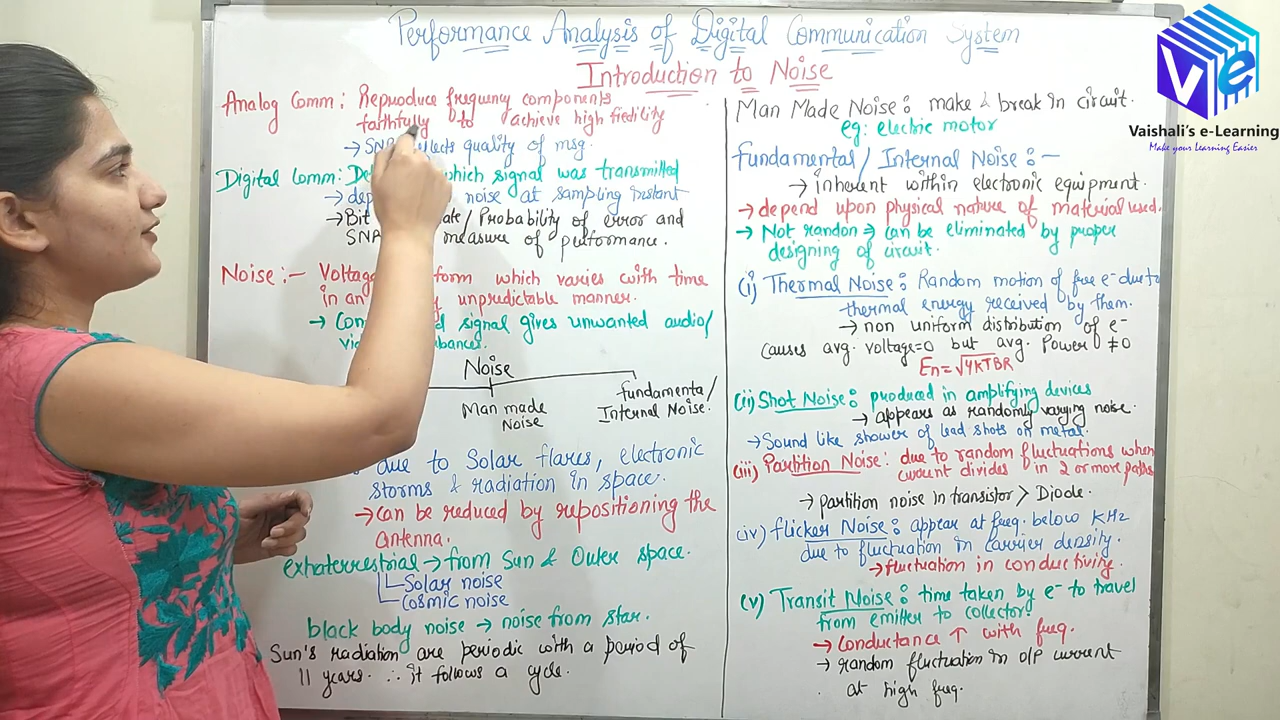 Performance Analysis of Digital Communication System
Introduction to Noise
Analog Comm: Reproduce frequency components
faithfully to achieve high fiedility
→ SNR reflects quality of msg.
Digital Comm: which signal was transmitted
→ noise at sampling instant
→ Bit / Probability of error and
SNR measure of performance.
Noise:- Voltage which varies with time
in an unpredictable manner.
→ signal gives unwanted audio/
Noise
Man made
Noise
fundamental/
Internal Noise.
: due to Solar flares, electronic
storms & radiation in space.
→ can be reduced by repositioning the
Antenna.
extraterrestrial → from Sun & Outer space.
Solar noise
Cosmic noise
black body noise → noise from star.
Sun's radiation are periodic with a period of
11 years. ∴ it follows a cycle.
Man Made Noise: make & break in circuit.
eg: electric motor
fundamental/ Internal Noise:-
→ inherent within electronic equipment.
→ depend upon physical nature of material used.
→ Not randon ⇒ can be eliminated by proper
designing of circuit.
(i) Thermal Noise: Random motion of free e⁻ due to
thermal energy received by them.
→ non uniform distribution of e⁻
causes avg. voltage=0 but avg. Power ≠0
En = √4KTBR
(ii) Shot Noise: produced in amplifying devices
→ appears as randomly varying noise.
→ Sound like shower of lead shots on metal.
(iii) Partition Noise: due to random fluctuations when
current divides in 2 or more paths
→ partition noise in transistor > Diode.
(iv) flicker Noise: appear at freq. below KHz
due to fluctuation in carrier density.
→ fluctuation in conductivity.
(v) Transit Noise: time taken by e⁻ to travel
from emitter to collector.
→ Conductance ↑ with freq.
→ random fluctuation in O/P current
at high freq.
Ve
Vaishali's e-Learning
Make your Learning Easier